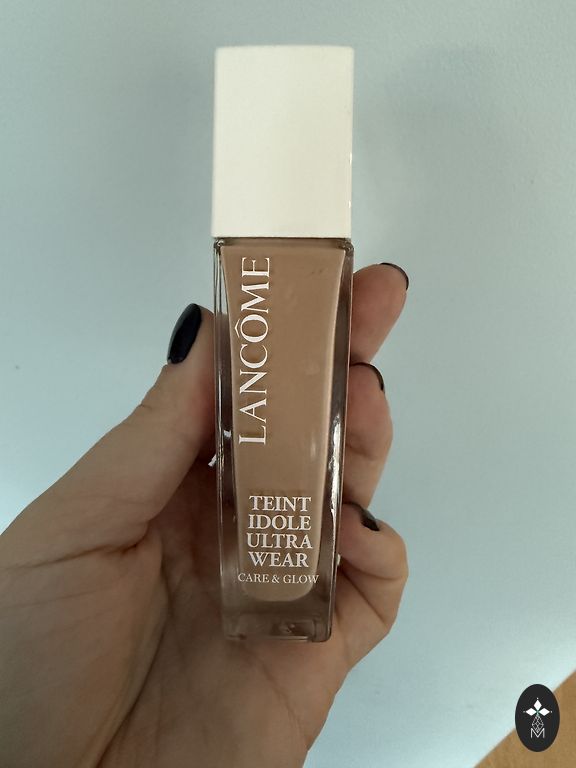 LANCÔME
TEINT
IDOLE
ULTRA
WEAR
CARE & GLOW
M